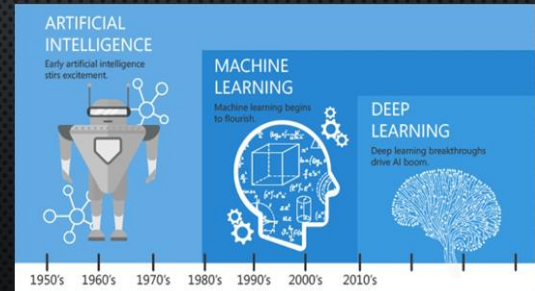 ARTIFICIAL
INTELLIGENCE
Early artificial intelligence
stirs excitement.
MACHINE
LEARNING
Machine learning begins
to flourish.
DEEP
LEARNING
Deep learning breakthroughs
drive AI boom.
1950's 1960's 1970's 1980's 1990's 2000's 2010's